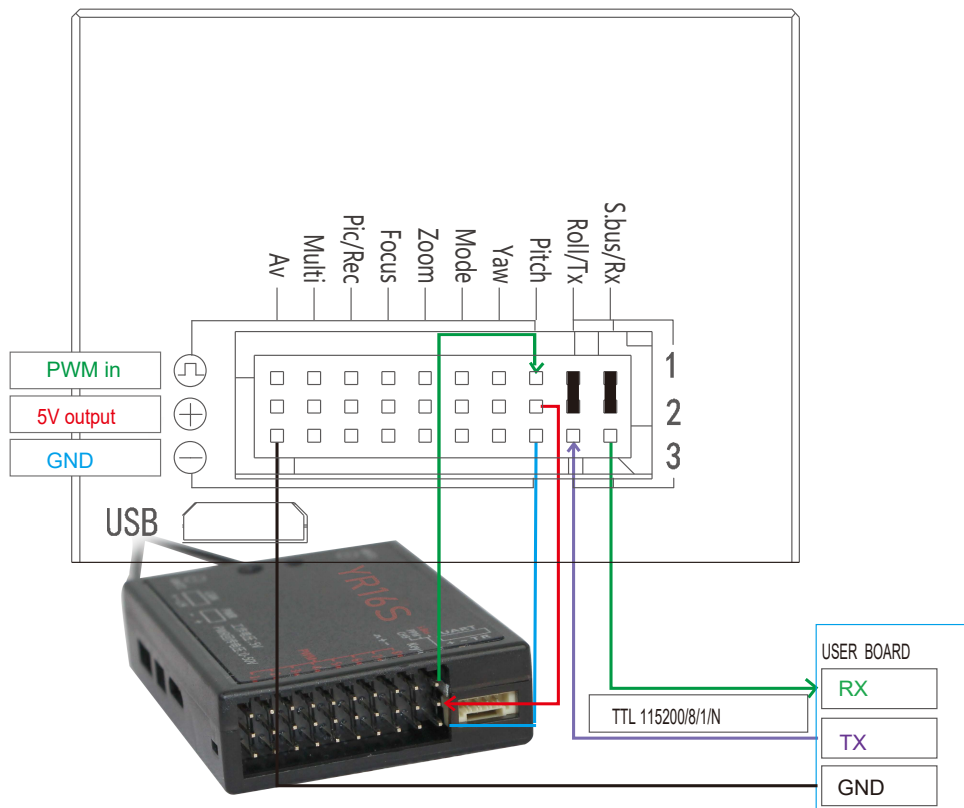 S.bus/Rx
Roll/Tx
Pitch
Yaw
Mode
Zoom
Focus
Pic/Rec
Multi
Av
PWM in
5V output
GND
1
2
3
USB
YR16S
UART
USER BOARD
RX
TTL 115200/8/1/N
TX
GND